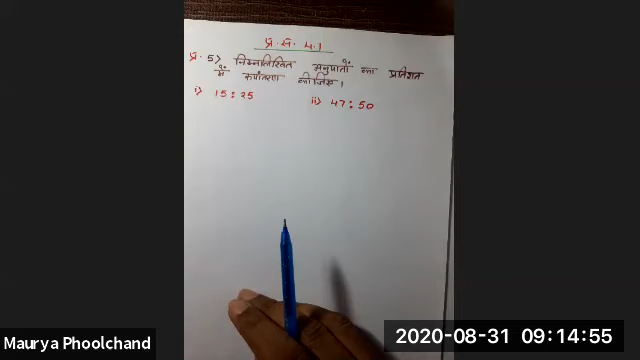 प्र. सं. 4.1
प्र. 5> निम्नलिखित अनुपातों का प्रतिशत
में रूपांतरण कीजिए।
i> 15 : 25 ii> 47 : 50
Maurya Phoolchand
2020-08-31 09:14:55